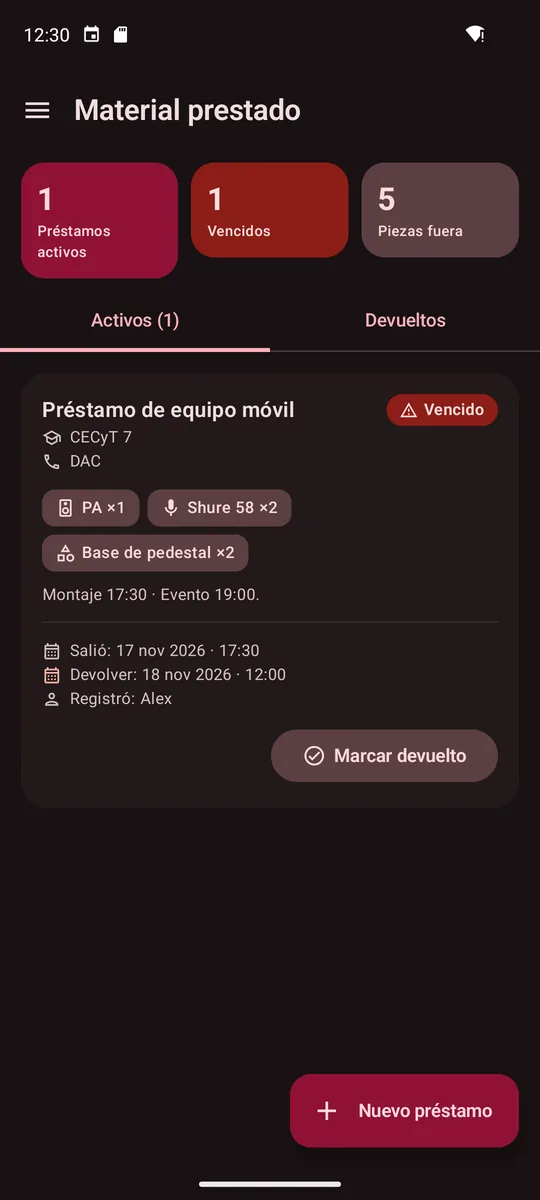 12:30
Material prestado
1
Préstamos
activos
1
Vencidos
5
Piezas fuera
Activos (1)
Devueltos
Préstamo de equipo móvil
Vencido
CECyT 7
DAC
PA ×1
Shure 58 ×2
Base de pedestal ×2
Montaje 17:30 · Evento 19:00.
Salió: 17 nov 2026 · 17:30
Devolver: 18 nov 2026 · 12:00
Registró: Alex
Marcar devuelto
Nuevo préstamo